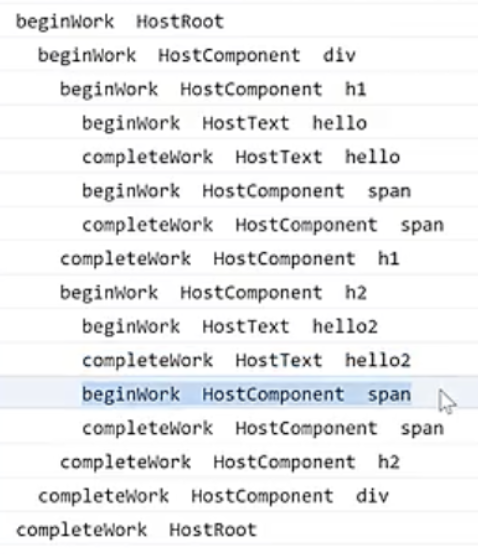 beginWork HostRoot
beginWork HostComponent div
beginWork HostComponent h1
beginWork HostText hello
completeWork HostText hello
beginWork HostComponent span
completeWork HostComponent span
completeWork HostComponent h1
beginWork HostComponent h2
beginWork HostText hello2
completeWork HostText hello2
beginWork HostComponent span
completeWork HostComponent span
completeWork HostComponent h2
completeWork HostComponent div
completeWork HostRoot